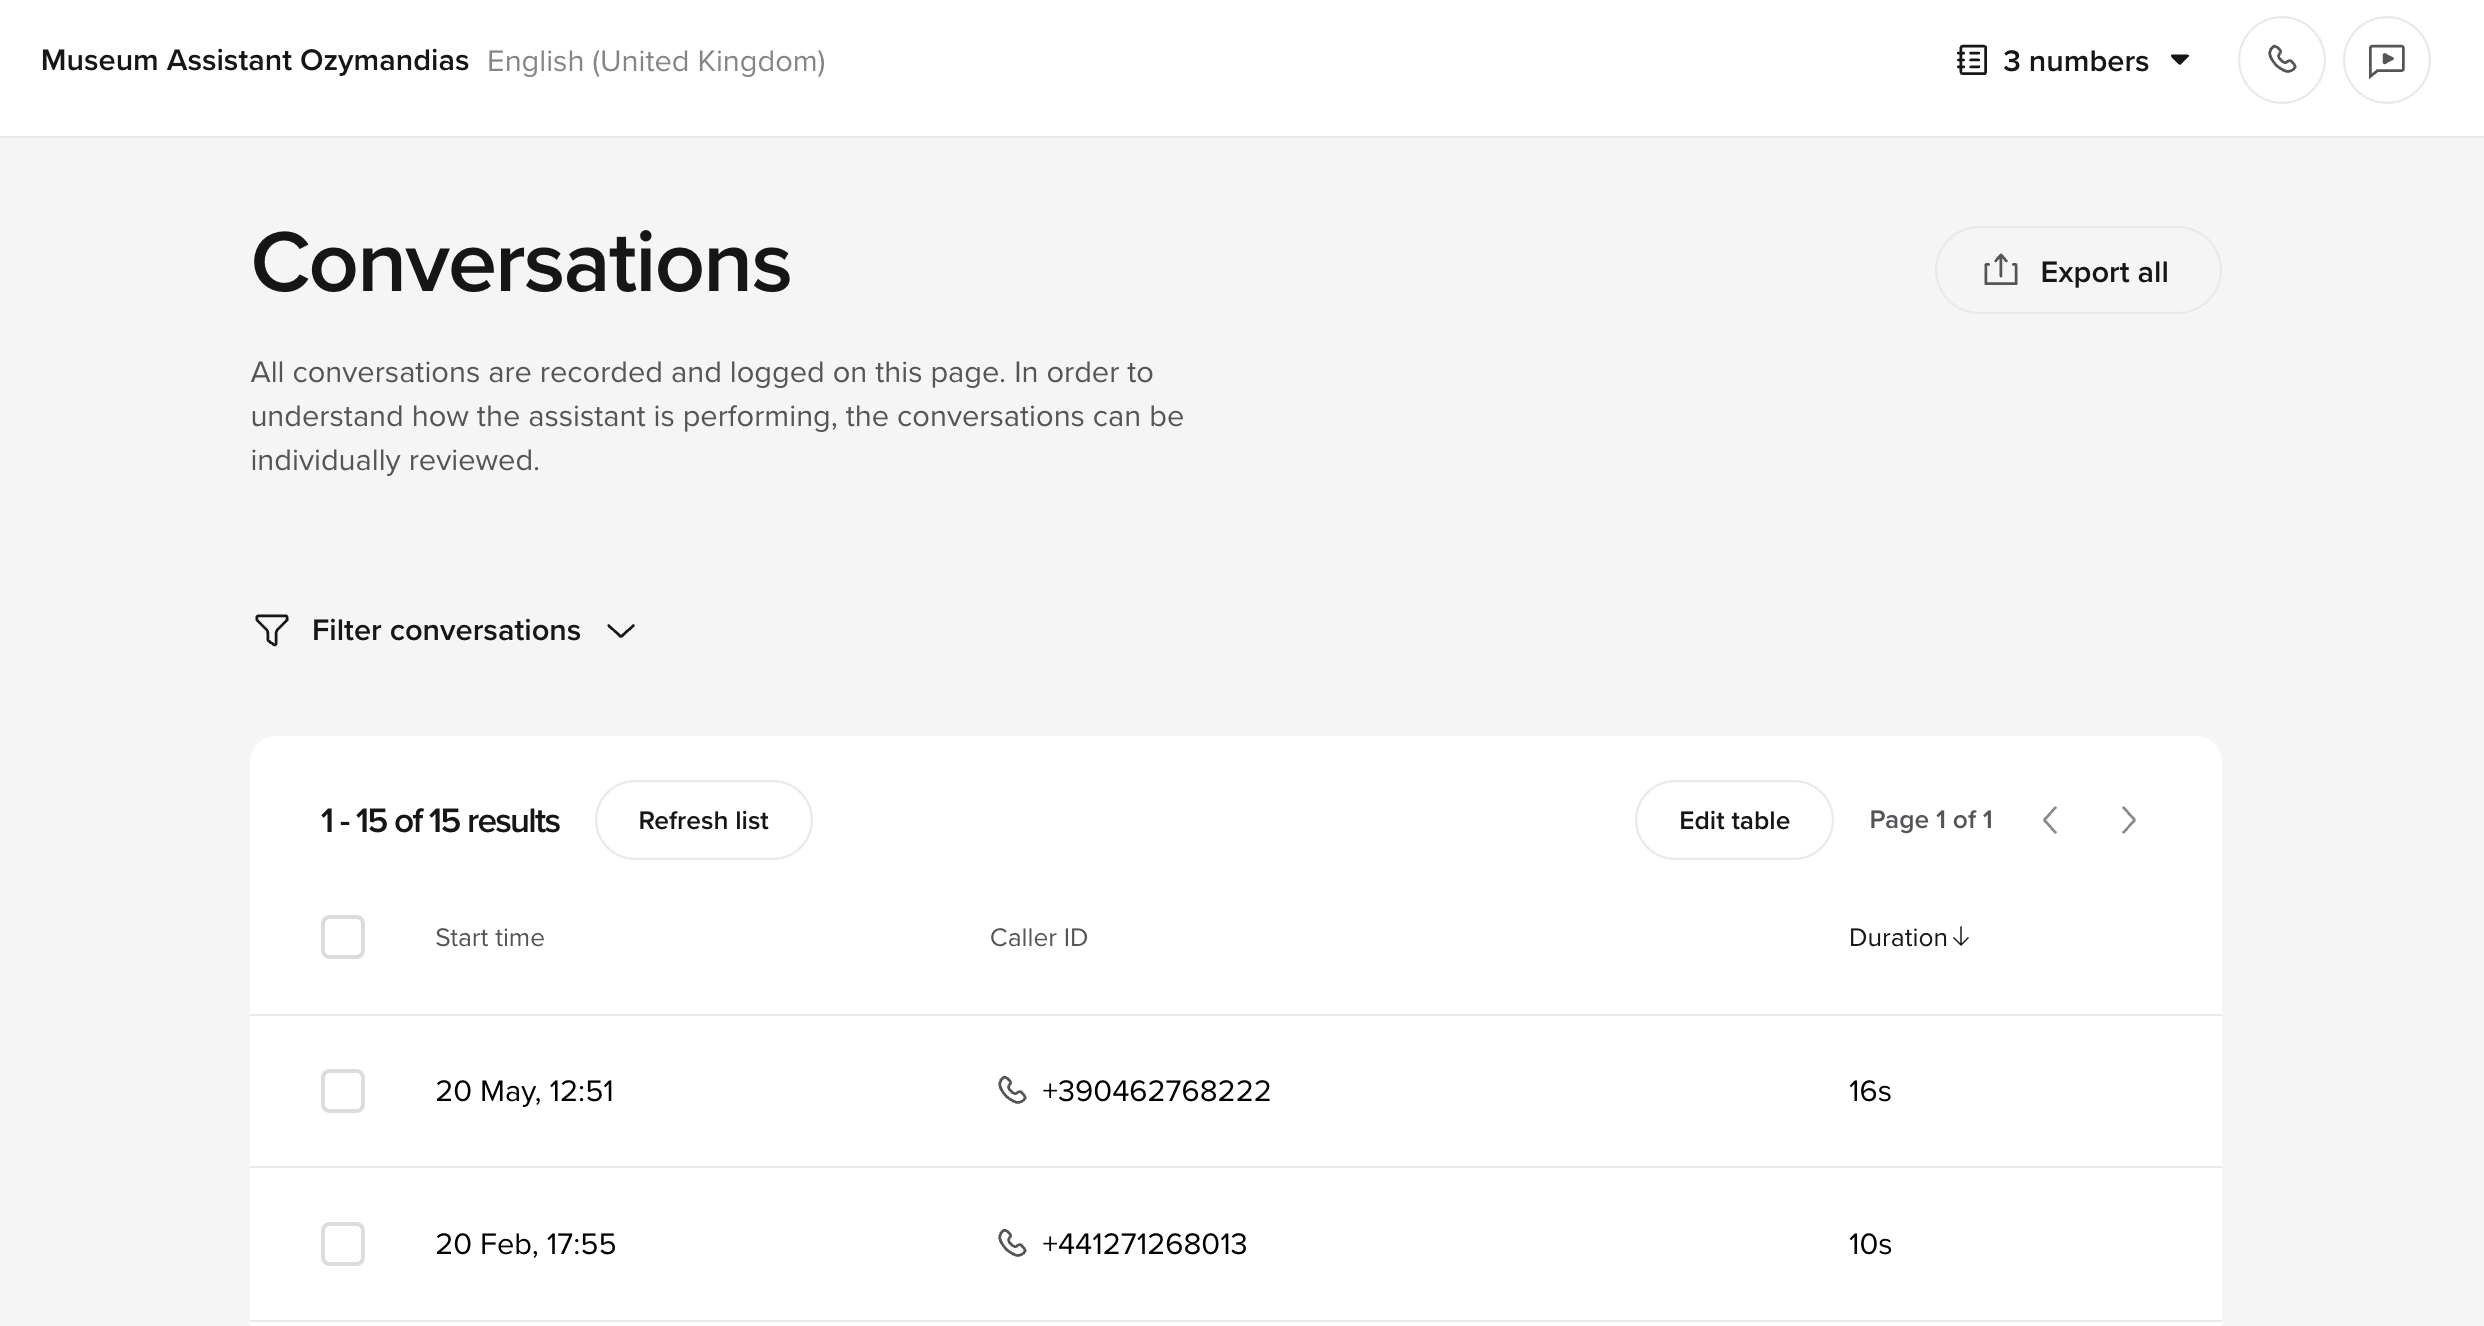 Museum Assistant Ozymandias English (United Kingdom)
3 numbers
Conversations
Export all
All conversations are recorded and logged on this page. In order to
understand how the assistant is performing, the conversations can be
individually reviewed.
Filter conversations
1 - 15 of 15 results
Refresh list
Edit table
Page 1 of 1
Start time
Caller ID
Duration
20 May, 12:51
+390462768222
16s
20 Feb, 17:55
+441271268013
10s